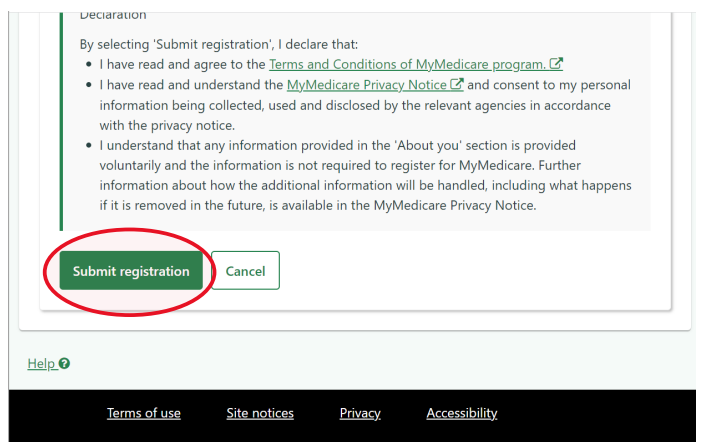 Declaration
By selecting 'Submit registration', I declare that:
• I have read and agree to the Terms and Conditions of MyMedicare program.
• I have read and understand the MyMedicare Privacy Notice and consent to my personal
information being collected, used and disclosed by the relevant agencies in accordance
with the privacy notice.
• I understand that any information provided in the 'About you' section is provided
voluntarily and the information is not required to register for MyMedicare. Further
information about how the additional information will be handled, including what happens
if it is removed in the future, is available in the MyMedicare Privacy Notice.
Submit registration Cancel
Help ?
Terms of use Site notices Privacy Accessibility